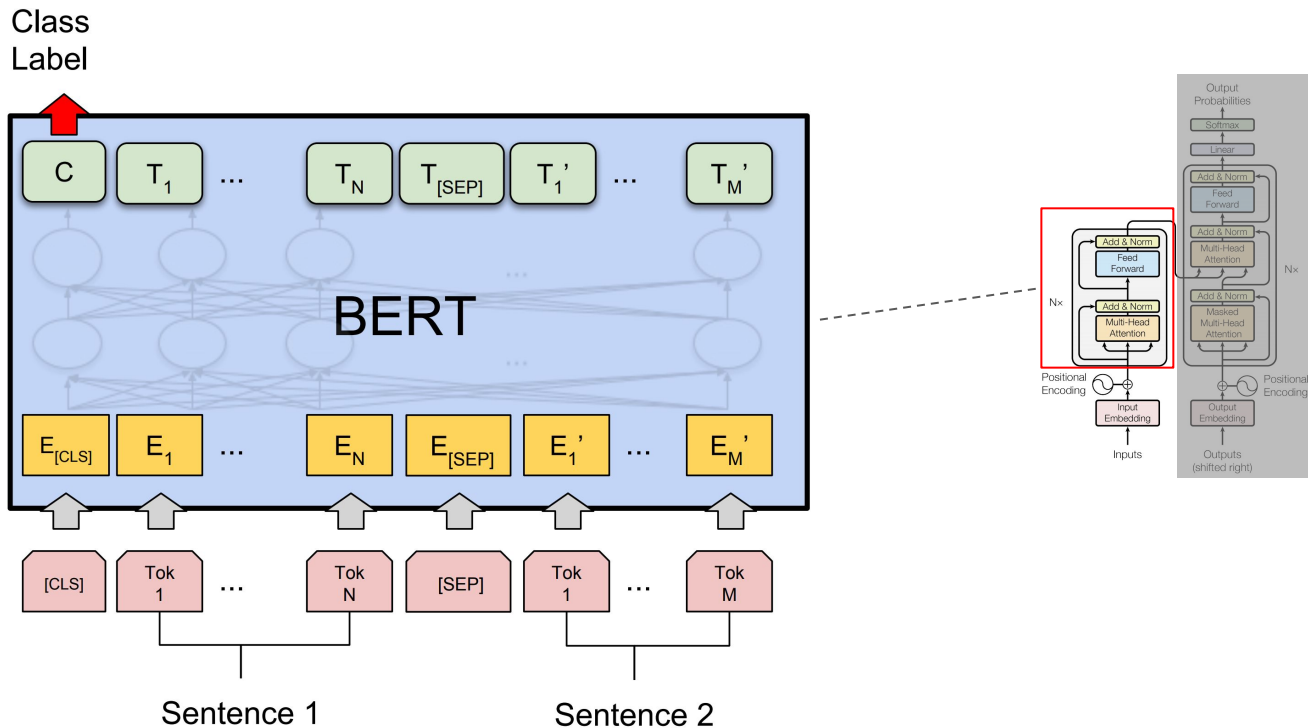 Class
Label
C
T1
...
TN
T[SEP]
T1'
...
TM'
...
BERT
...
E[CLS]
E1
...
EN
E[SEP]
E1'
...
EM'
[CLS]
Tok
1
...
Tok
N
[SEP]
Tok
1
...
Tok
M
Sentence 1
Sentence 2
Output
Probabilities
Softmax
Linear
Add & Norm
Feed
Forward
Add & Norm
Multi-Head
Attention
Add & Norm
Masked
Multi-Head
Attention
N×
Positional
Encoding
Output
Embedding
Outputs
(shifted right)
Add & Norm
Feed
Forward
Add & Norm
Multi-Head
Attention
N×
Positional
Encoding
Input
Embedding
Inputs